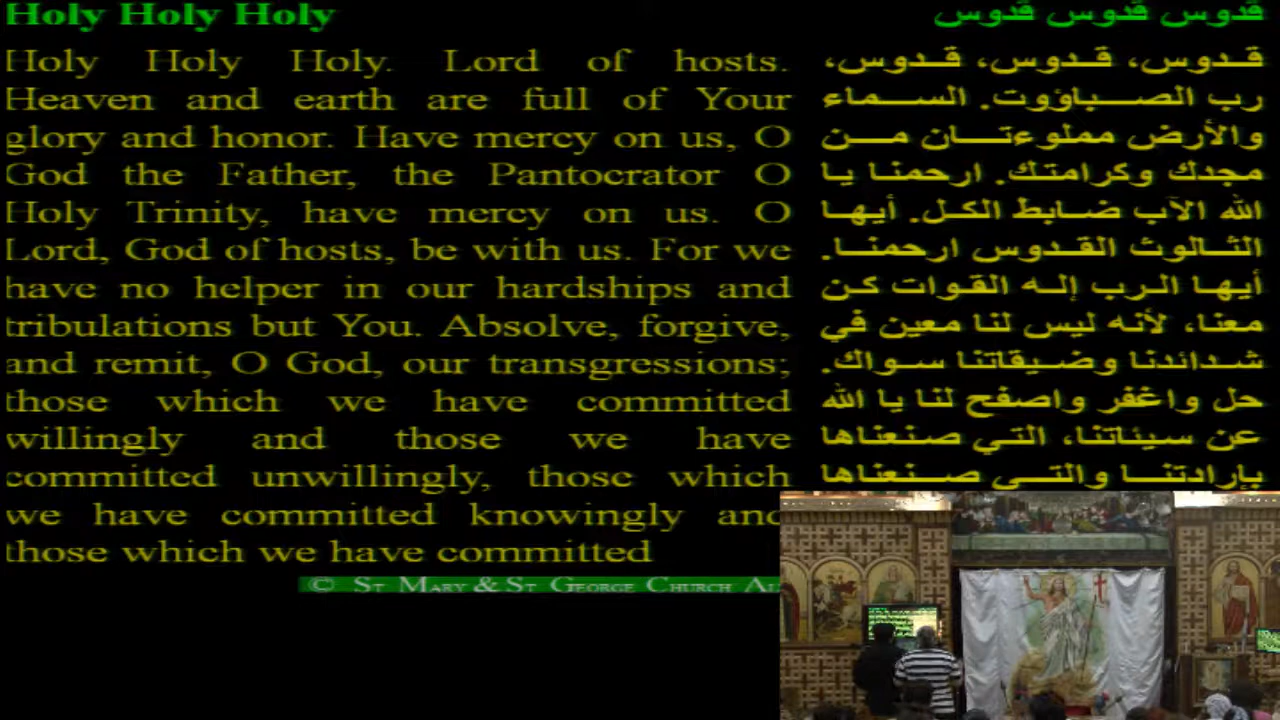 Holy Holy Holy
Holy Holy Holy. Lord of hosts.
Heaven and earth are full of Your
glory and honor. Have mercy on us, O
God the Father, the Pantocrator O
Holy Trinity, have mercy on us. O
Lord, God of hosts, be with us. For we
have no helper in our hardships and
tribulations but You. Absolve, forgive,
and remit, O God, our transgressions;
those which we have committed
willingly and those we have
committed unwillingly, those which
we have committed knowingly and
those which we have committed
قدوس قدوس قدوس
قدوس، قدوس، قدوس،
رب الصباؤوت. السماء
والأرض مملوءتان من
مجدك وكرامتك. ارحمنا يا
الله الآب ضابط الكل. أيها
الثالوث القدوس ارحمنا.
أيها الرب إله القوات كن
معنا، لأنه ليس لنا معين في
شدائدنا وضيقاتنا سواك.
حل واغفر واصفح لنا يا الله
عن سيئاتنا، التي صنعناها
بإرادتنا والتي صنعناها
© ST MARY & ST GEORGE CHURCH